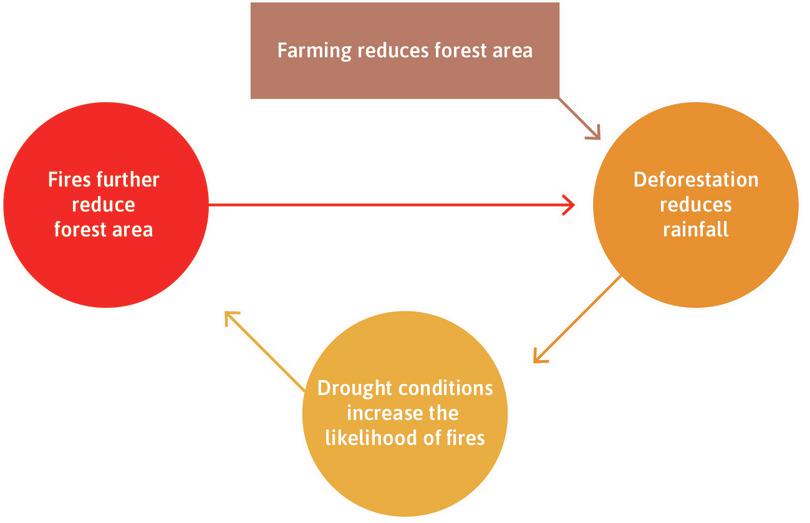 Farming reduces forest area
Fires further
reduce
forest area
Deforestation
reduces
rainfall
Drought conditions
increase the
likelihood of fires